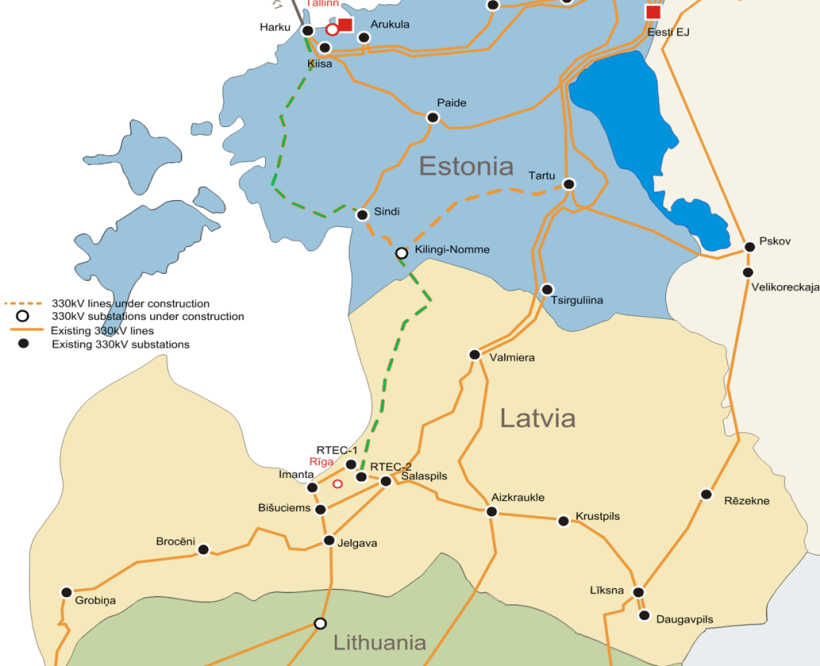 Tallinn
Harku
Arukula
Eesti EJ
Kiisa
Paide
Estonia
Tartu
Sindi
Kilingi-Nomme
Pskov
Velikoreckaja
Tsirguliina
330kV lines under construction
330kV substations under construction
Existing 330kV lines
Existing 330kV substations
Valmiera
Latvia
RTEC-1
Rīga
RTEC-2
Imanta
Salaspils
Bišuciems
Aizkraukle
Rēzekne
Krustpils
Brocēni
Jelgava
Līksna
Grobiņa
Daugavpils
Lithuania